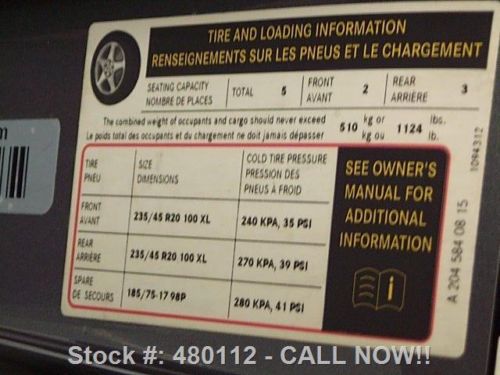 TIRE AND LOADING INFORMATION
RENSEIGNEMENTS SUR LES PNEUS ET LE CHARGEMENT
SEATING CAPACITY
NOMBRE DE PLACES
TOTAL 5
FRONT
AVANT
2
REAR
ARRIÈRE
3
The combined weight of occupants and cargo should never exceed
Le poids total des occupants et du chargement ne doit jamais dépasser
510 kg or
kg ou
1124 lbs.
lb.
TIRE
PNEU
SIZE
DIMENSIONS
COLD TIRE PRESSURE
PRESSION DES
PNEUS À FROID
FRONT
AVANT
235/45 R20 100 XL
240 KPA, 35 PSI
REAR
ARRIÈRE
235/45 R20 100 XL
270 KPA, 39 PSI
SPARE
DE SECOURS
185/75-17 98P
280 KPA, 41 PSI
SEE OWNER'S
MANUAL FOR
ADDITIONAL
INFORMATION
1094312
A 204 584 08 15
m
Stock #: 480112 - CALL NOW!!